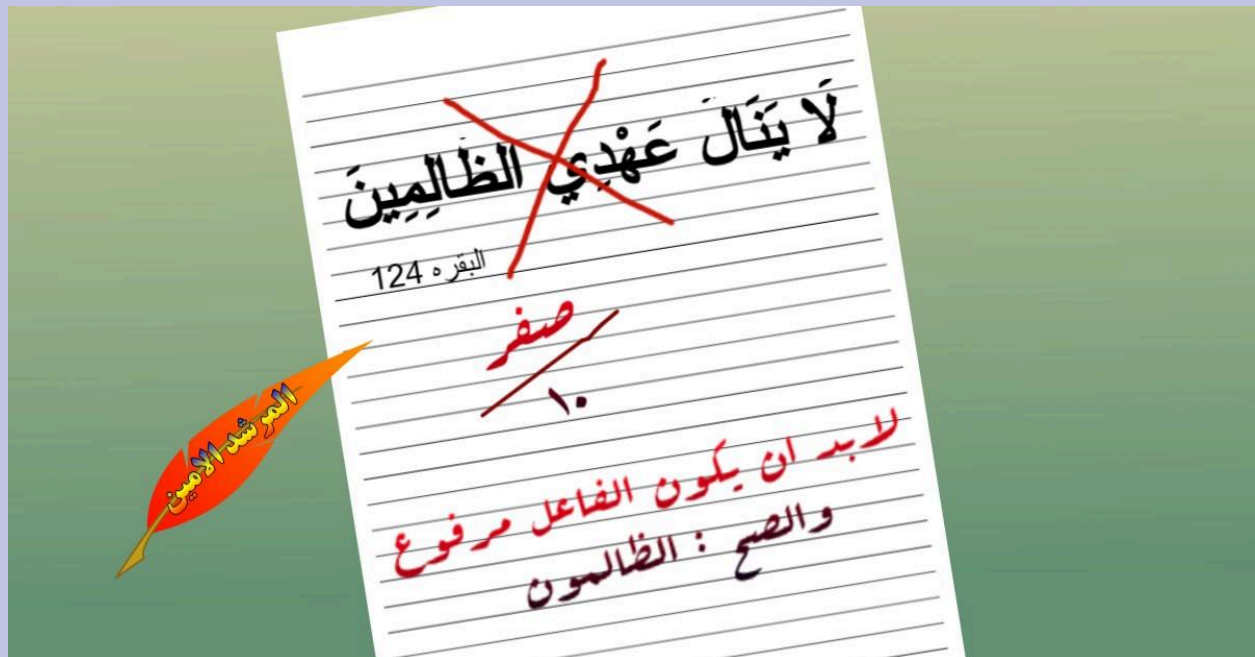 لَا يَنَالَ عَهْدِي الظَالِمِينَ
البقره 124
صفر
١٠
لابد ان يكون الفاعل مرفوع
والصح : الظالمون
المرشد الامين